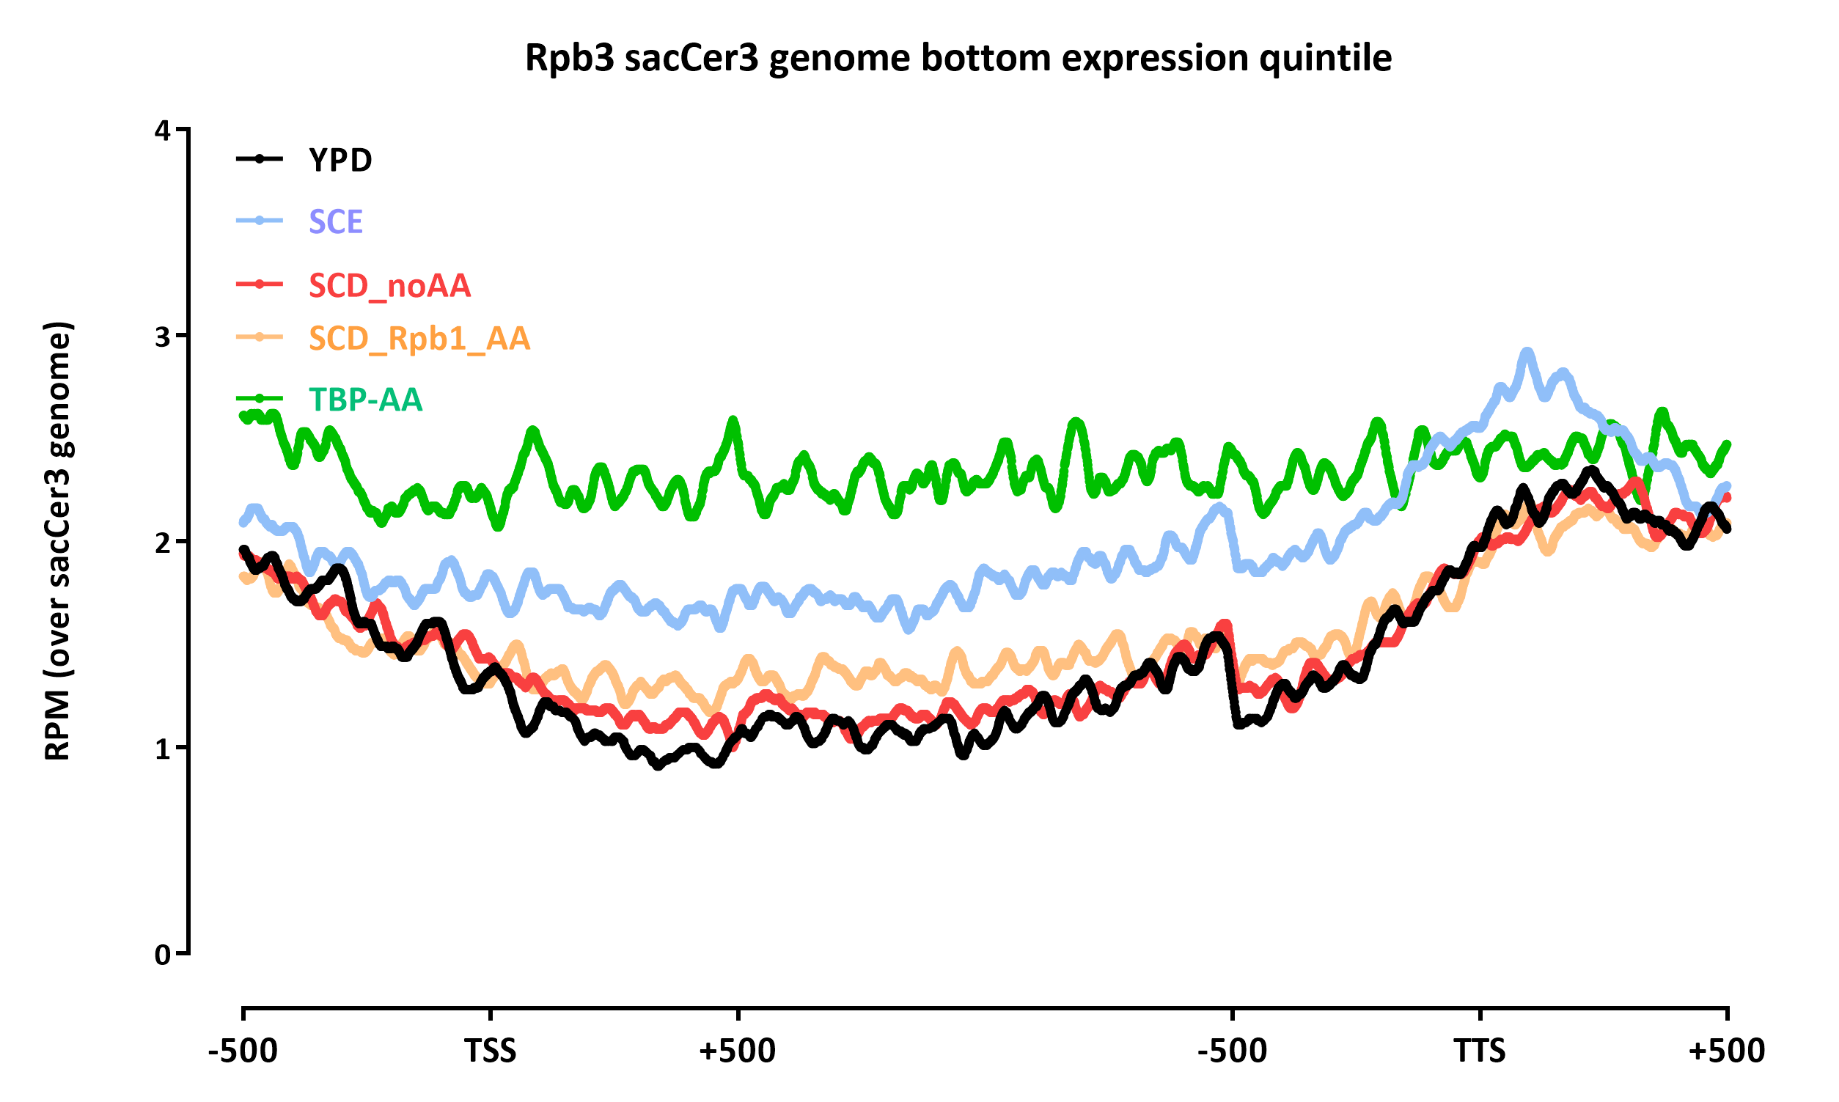 Rpb3 sacCer3 genome bottom expression quintile
RPM (over sacCer3 genome)
4
3
2
1
0
YPD
SCE
SCD_noAA
SCD_Rpb1_AA
TBP-AA
-500 TSS +500 -500 TTS +500